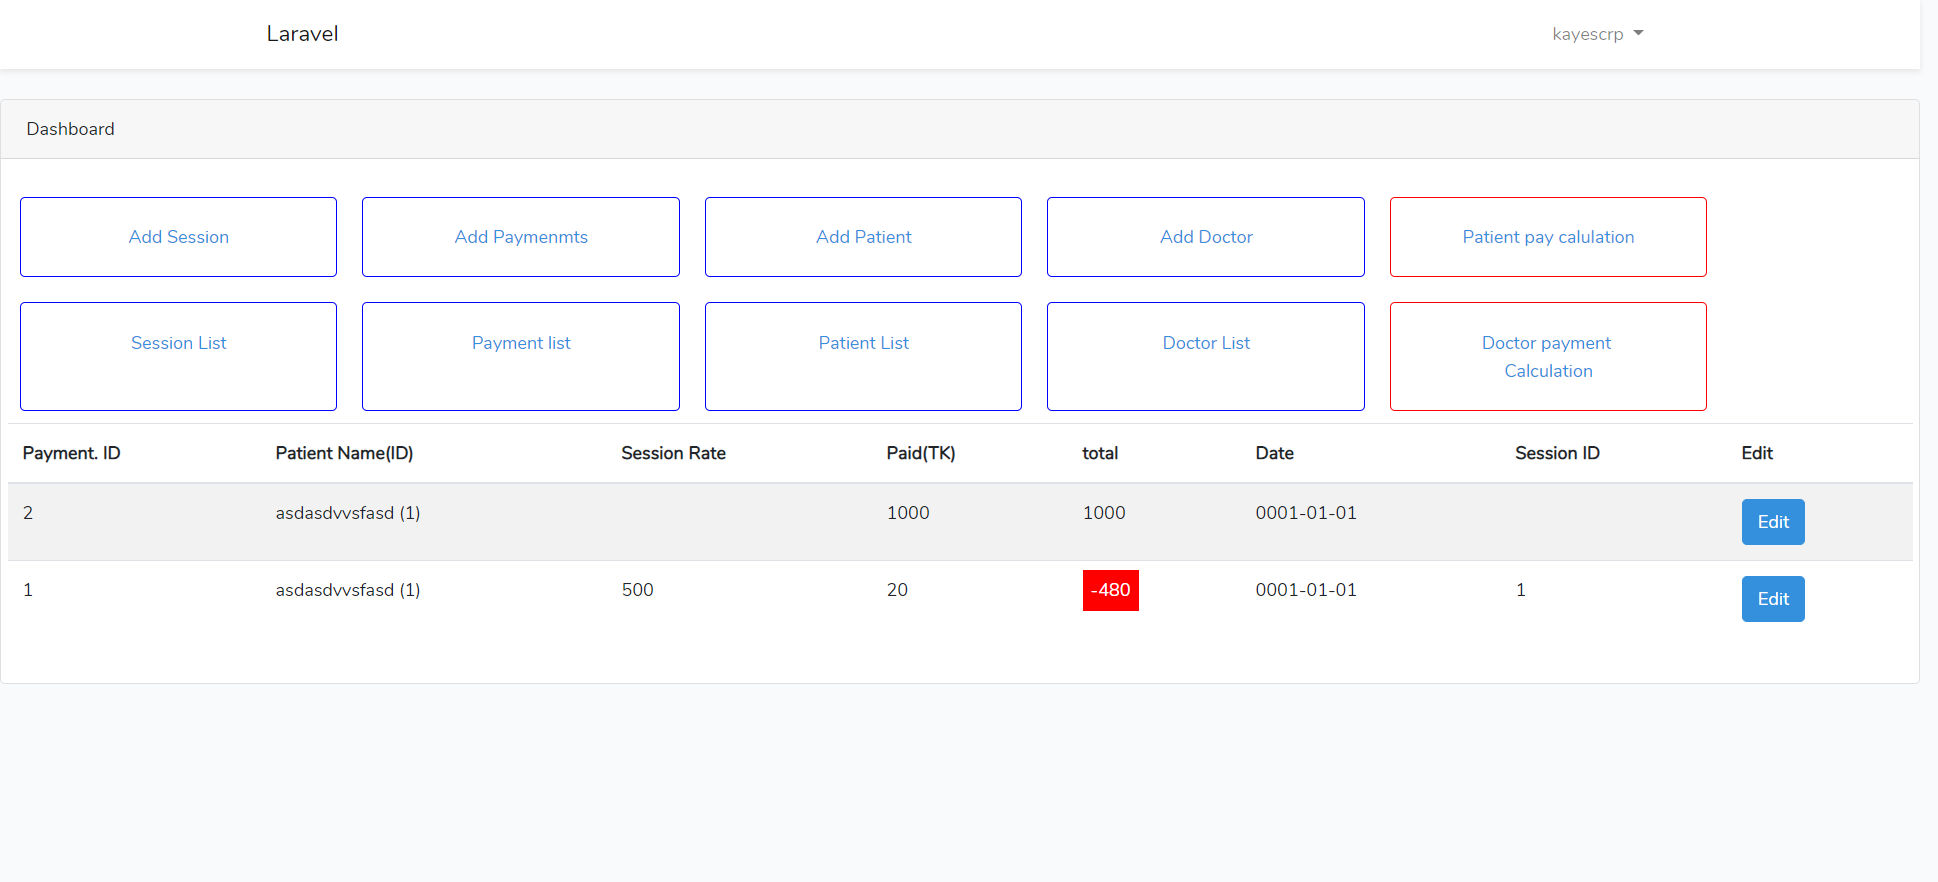 Laravel kayescrp
Dashboard
Add Session Add Paymenmts Add Patient Add Doctor Patient pay calulation
Session List Payment list Patient List Doctor List Doctor payment
Calculation
Payment. ID Patient Name(ID) Session Rate Paid(TK) total Date Session ID Edit
2 asdasdvvsfasd (1) 1000 1000 0001-01-01 Edit
1 asdasdvvsfasd (1) 500 20 -480 0001-01-01 1 Edit